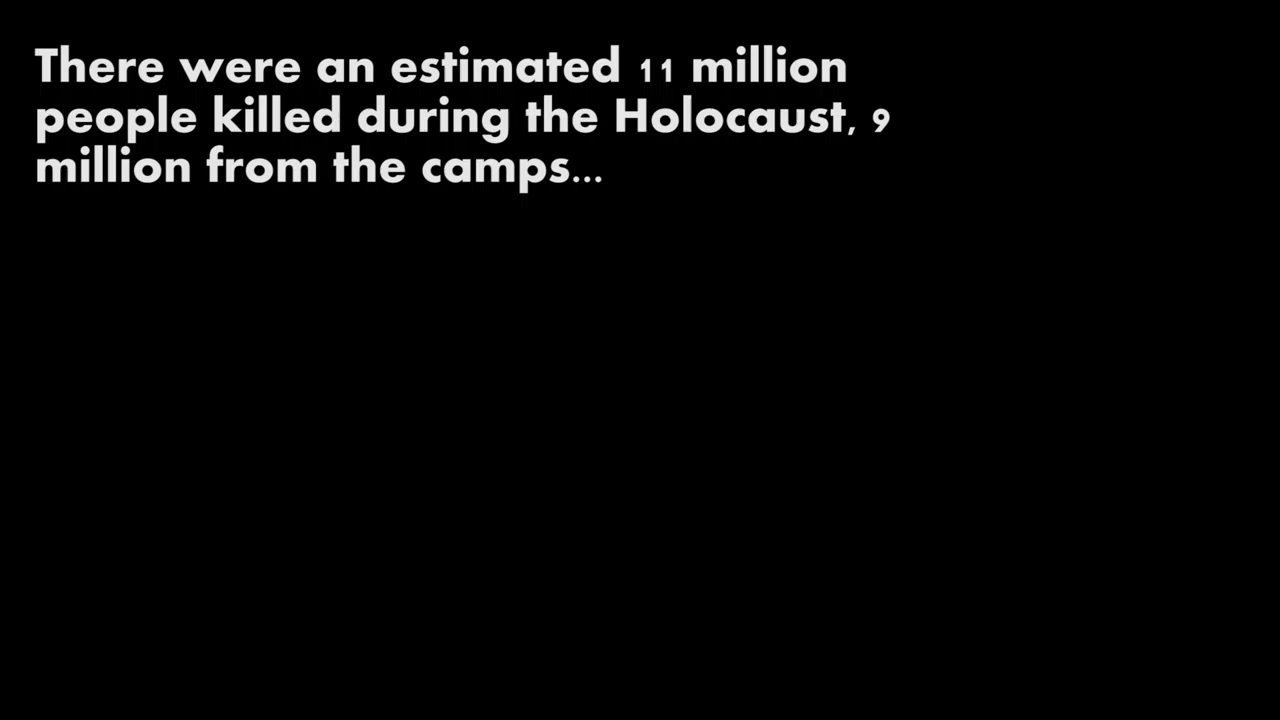 There were an estimated 11 million
people killed during the Holocaust, 9
million from the camps...